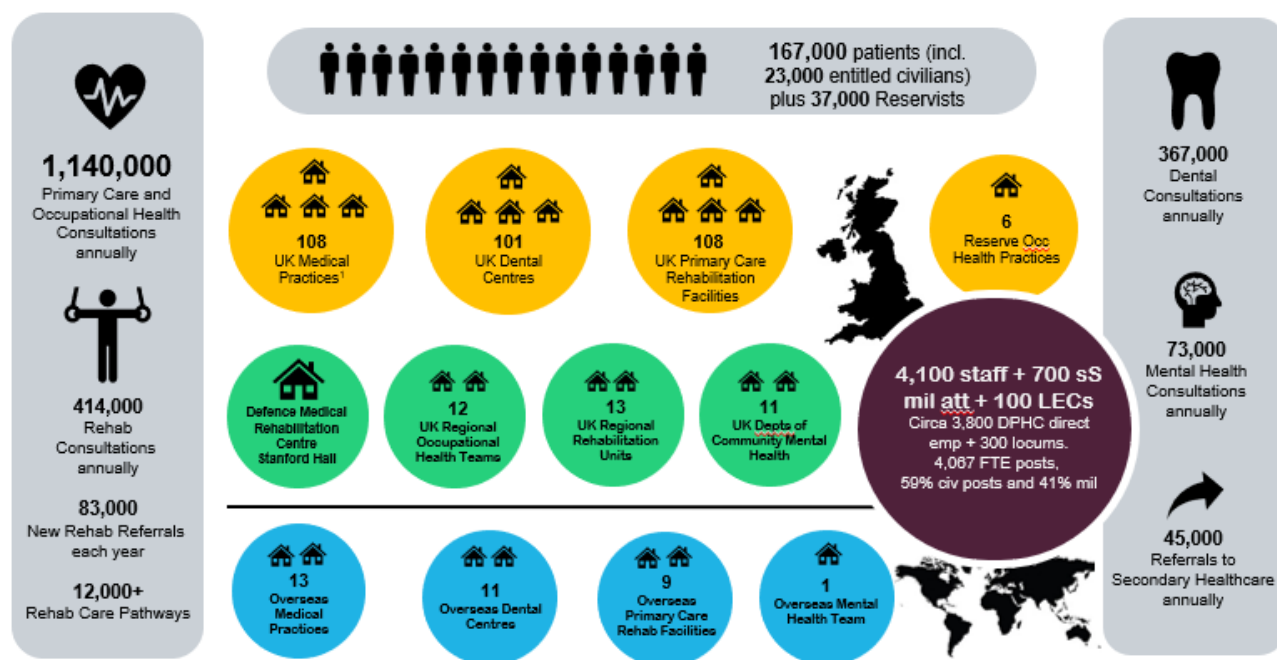 1,140,000
Primary Care and
Occupational Health
Consultations
annually
414,000
Rehab
Consultations
annually
83,000
New Rehab Referrals
each year
12,000+
Rehab Care Pathways
167,000 patients (incl.
23,000 entitled civilians)
plus 37,000 Reservists
108
UK Medical
Practices¹
101
UK Dental
Centres
108
UK Primary Care
Rehabilitation
Facilities
6
Reserve Occ
Health Practices
Defence Medical
Rehabilitation
Centre
Stanford Hall
12
UK Regional
Occupational
Health Teams
13
UK Regional
Rehabilitation
Units
11
UK Depts of
Community Mental
Health
4,100 staff + 700 sS
mil att + 100 LECs
Circa 3,800 DPHC direct
emp + 300 locums.
4,067 FTE posts,
59% civ posts and 41% mil
13
Overseas
Medical
Practices
11
Overseas Dental
Centres
9
Overseas
Primary Care
Rehab Facilities
1
Overseas Mental
Health Team
367,000
Dental
Consultations
annually
73,000
Mental Health
Consultations
annually
45,000
Referrals to
Secondary Healthcare
annually